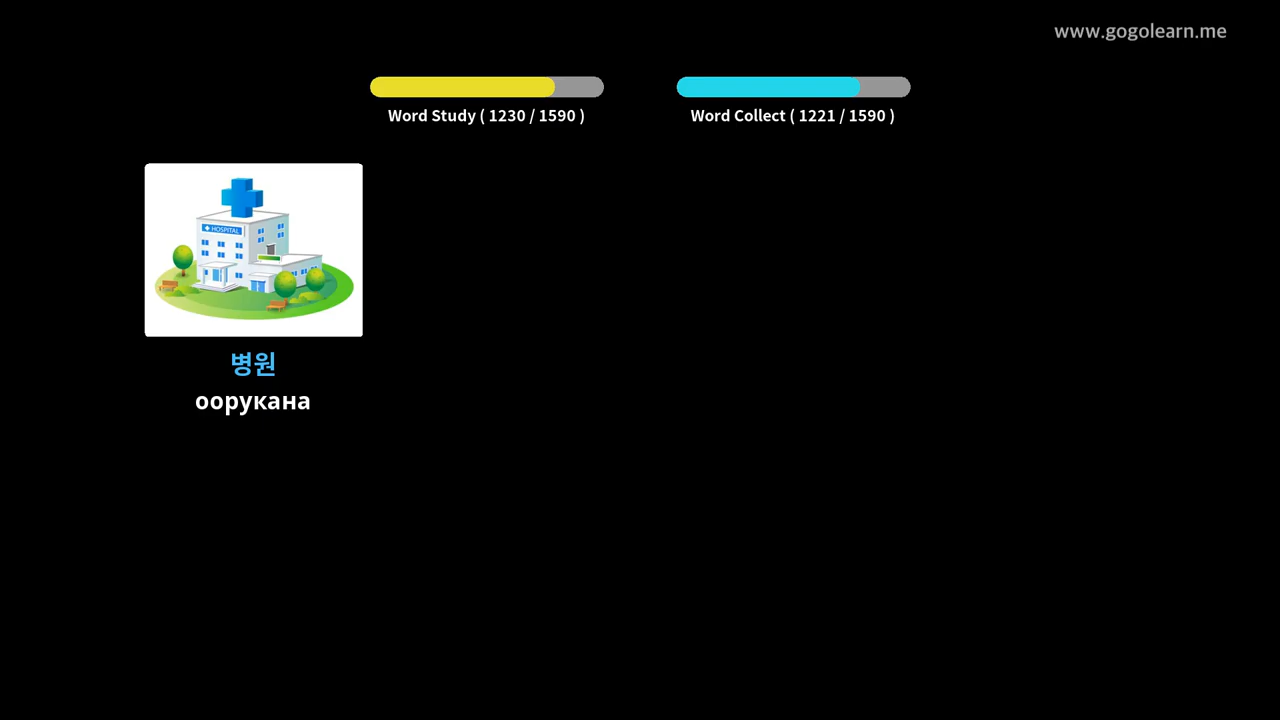 www.gogolearn.me
Word Study ( 1230 / 1590 )
Word Collect ( 1221 / 1590 )
HOSPITAL
병원
оорукана